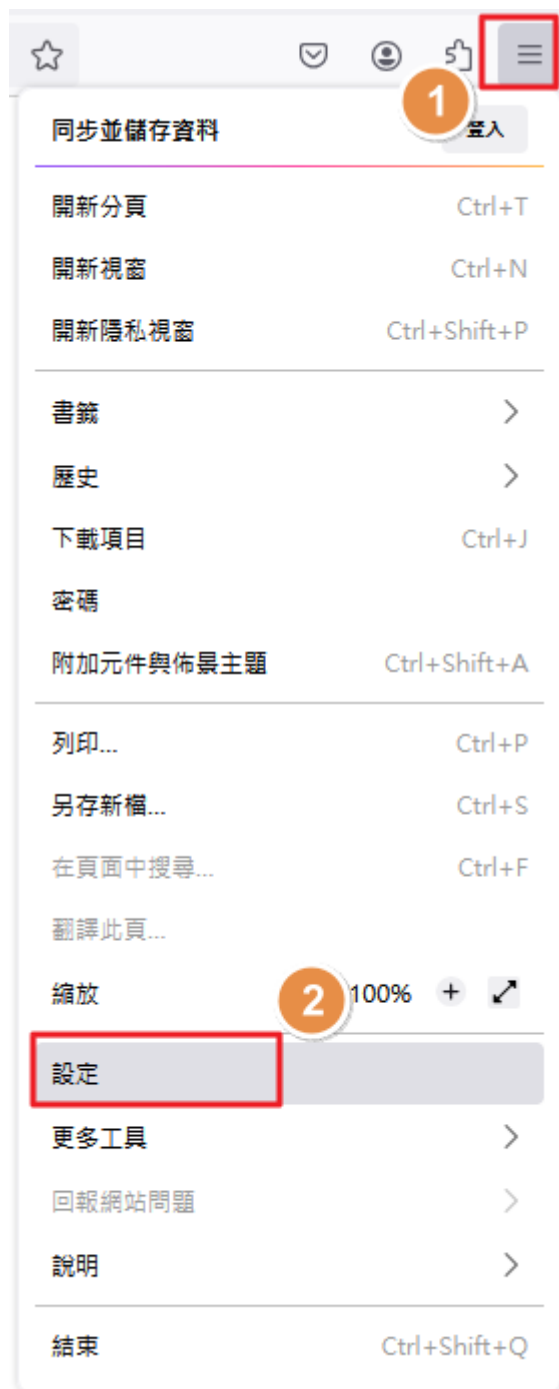 1
同步並儲存資料 登入
開新分頁 Ctrl+T
開新視窗 Ctrl+N
開新隱私視窗 Ctrl+Shift+P
書籤
歷史
下載項目 Ctrl+J
密碼
附加元件與佈景主題 Ctrl+Shift+A
列印... Ctrl+P
另存新檔... Ctrl+S
在頁面中搜尋... Ctrl+F
翻譯此頁...
縮放 2 100% +
設定
更多工具
回報網站問題
說明
結束 Ctrl+Shift+Q